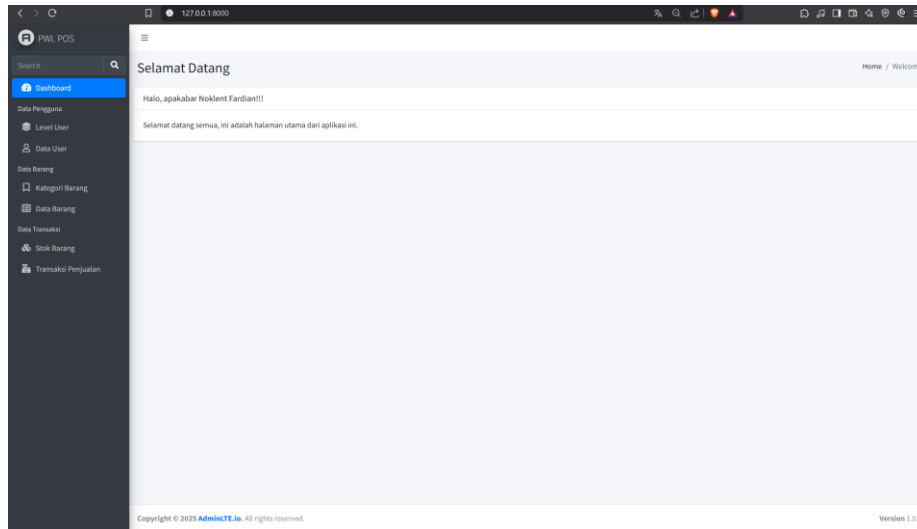 127.0.0.1:8000
PWL POS
Search
Dashboard
Data Pengguna
Level User
Data User
Data Barang
Kategori Barang
Data Barang
Data Transaksi
Stok Barang
Transaksi Penjualan
Selamat Datang
Home / Welcom
Halo, apakabar Noklent Fardian!!!
Selamat datang semua, ini adalah halaman utama dari aplikasi ini.
Copyright © 2025 AdminLTE.io. All rights reserved.
Version 1.0